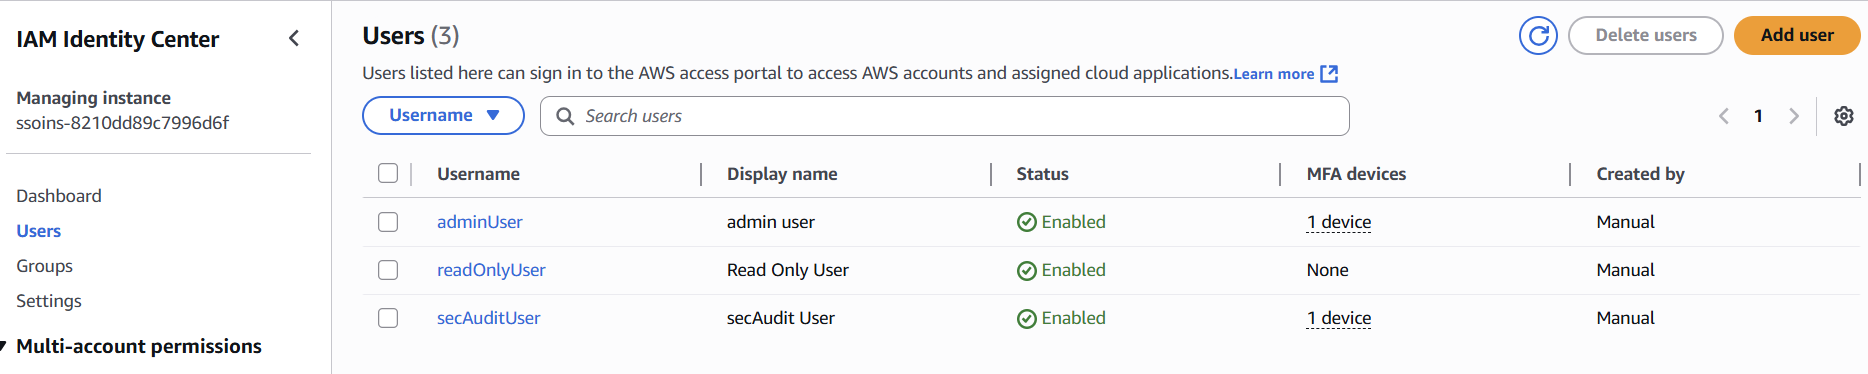 IAM Identity Center
Managing instance
ssoins-8210dd89c7996d6f
Dashboard
Users
Groups
Settings
Multi-account permissions
Users (3)
Delete users
Add user
Users listed here can sign in to the AWS access portal to access AWS accounts and assigned cloud applications.Learn more
Username
Search users
1
Username Display name Status MFA devices Created by
adminUser admin user Enabled 1 device Manual
readOnlyUser Read Only User Enabled None Manual
secAuditUser secAudit User Enabled 1 device Manual